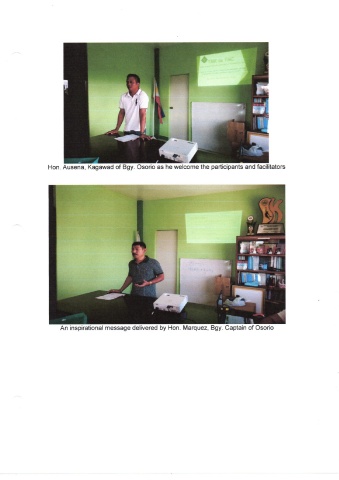 Hon. Ausena, Kagawad of Bgy. Osorio as he welcome the participants and facilitators
An inspirational message delivered by Hon. Marquez, Bgy. Captain of Osorio